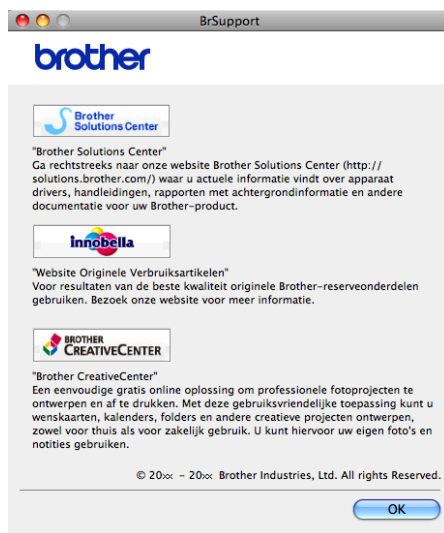 BrSupport
brother
Brother
Solutions Center
"Brother Solutions Center"
Ga rechtstreeks naar onze website Brother Solutions Center (http://
solutions.brother.com/) waar u actuele informatie vindt over apparaat
drivers, handleidingen, rapporten met achtergrondinformatie en andere
documentatie voor uw Brother-product.
innobella
"Website Originele Verbruiksartikelen"
Voor resultaten van de beste kwaliteit originele Brother-reserveonderdelen
gebruiken. Bezoek onze website voor meer informatie.
BROTHER
CREATIVECENTER
"Brother CreativeCenter"
Een eenvoudige gratis online oplossing om professionele fotoprojecten te
ontwerpen en af te drukken. Met deze gebruiksvriendelijke toepassing kunt u
wenskaarten, kalenders, folders en andere creatieve projecten ontwerpen,
zowel voor thuis als voor zakelijk gebruik. U kunt hiervoor uw eigen foto's en
notities gebruiken.
© 20xx - 20xx Brother Industries, Ltd. All rights Reserved.
OK